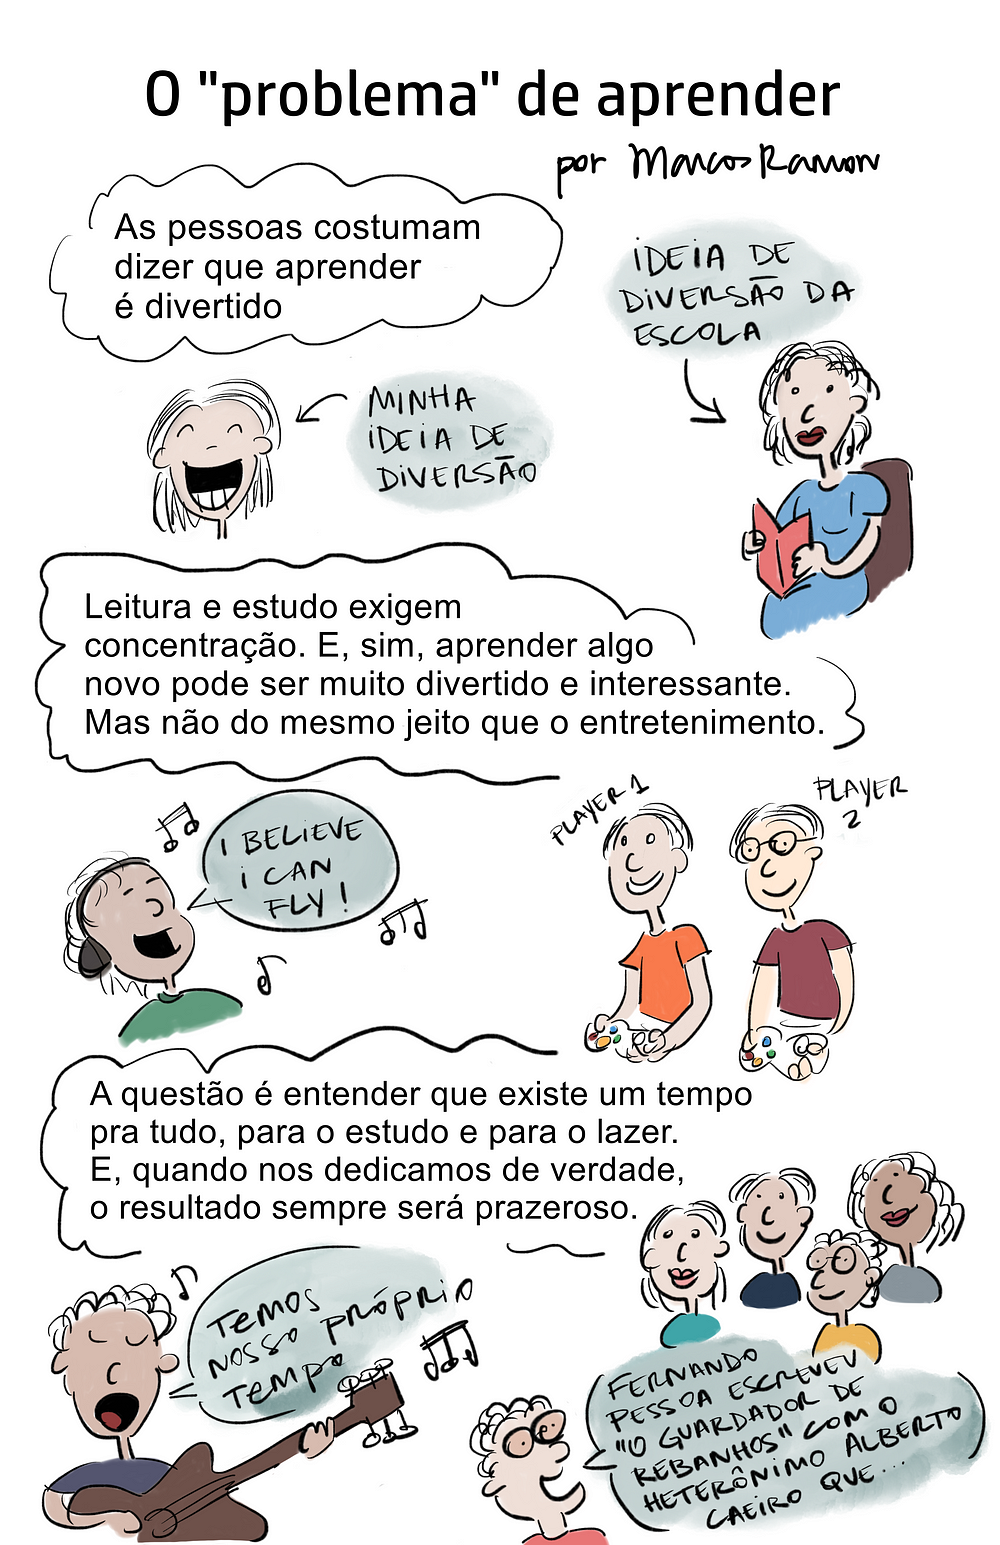 O "problema" de aprender
por Marcos Ramon
As pessoas costumam
dizer que aprender
é divertido
IDEIA DE
DIVERSÃO DA
ESCOLA
MINHA
IDEIA DE
DIVERSÃO
Leitura e estudo exigem
concentração. E, sim, aprender algo
novo pode ser muito divertido e interessante.
Mas não do mesmo jeito que o entretenimento.
I BELIEVE
I CAN
FLY!
PLAYER 1
PLAYER
2
A questão é entender que existe um tempo
pra tudo, para o estudo e para o lazer.
E, quando nos dedicamos de verdade,
o resultado sempre será prazeroso.
TEMOS
NOSSO PRÓPRIO
TEMPO
FERNANDO
PESSOA ESCREVEU
"O GUARDADOR DE
REBANHOS" COM O
HETERÔNIMO ALBERTO
CAEIRO QUE...